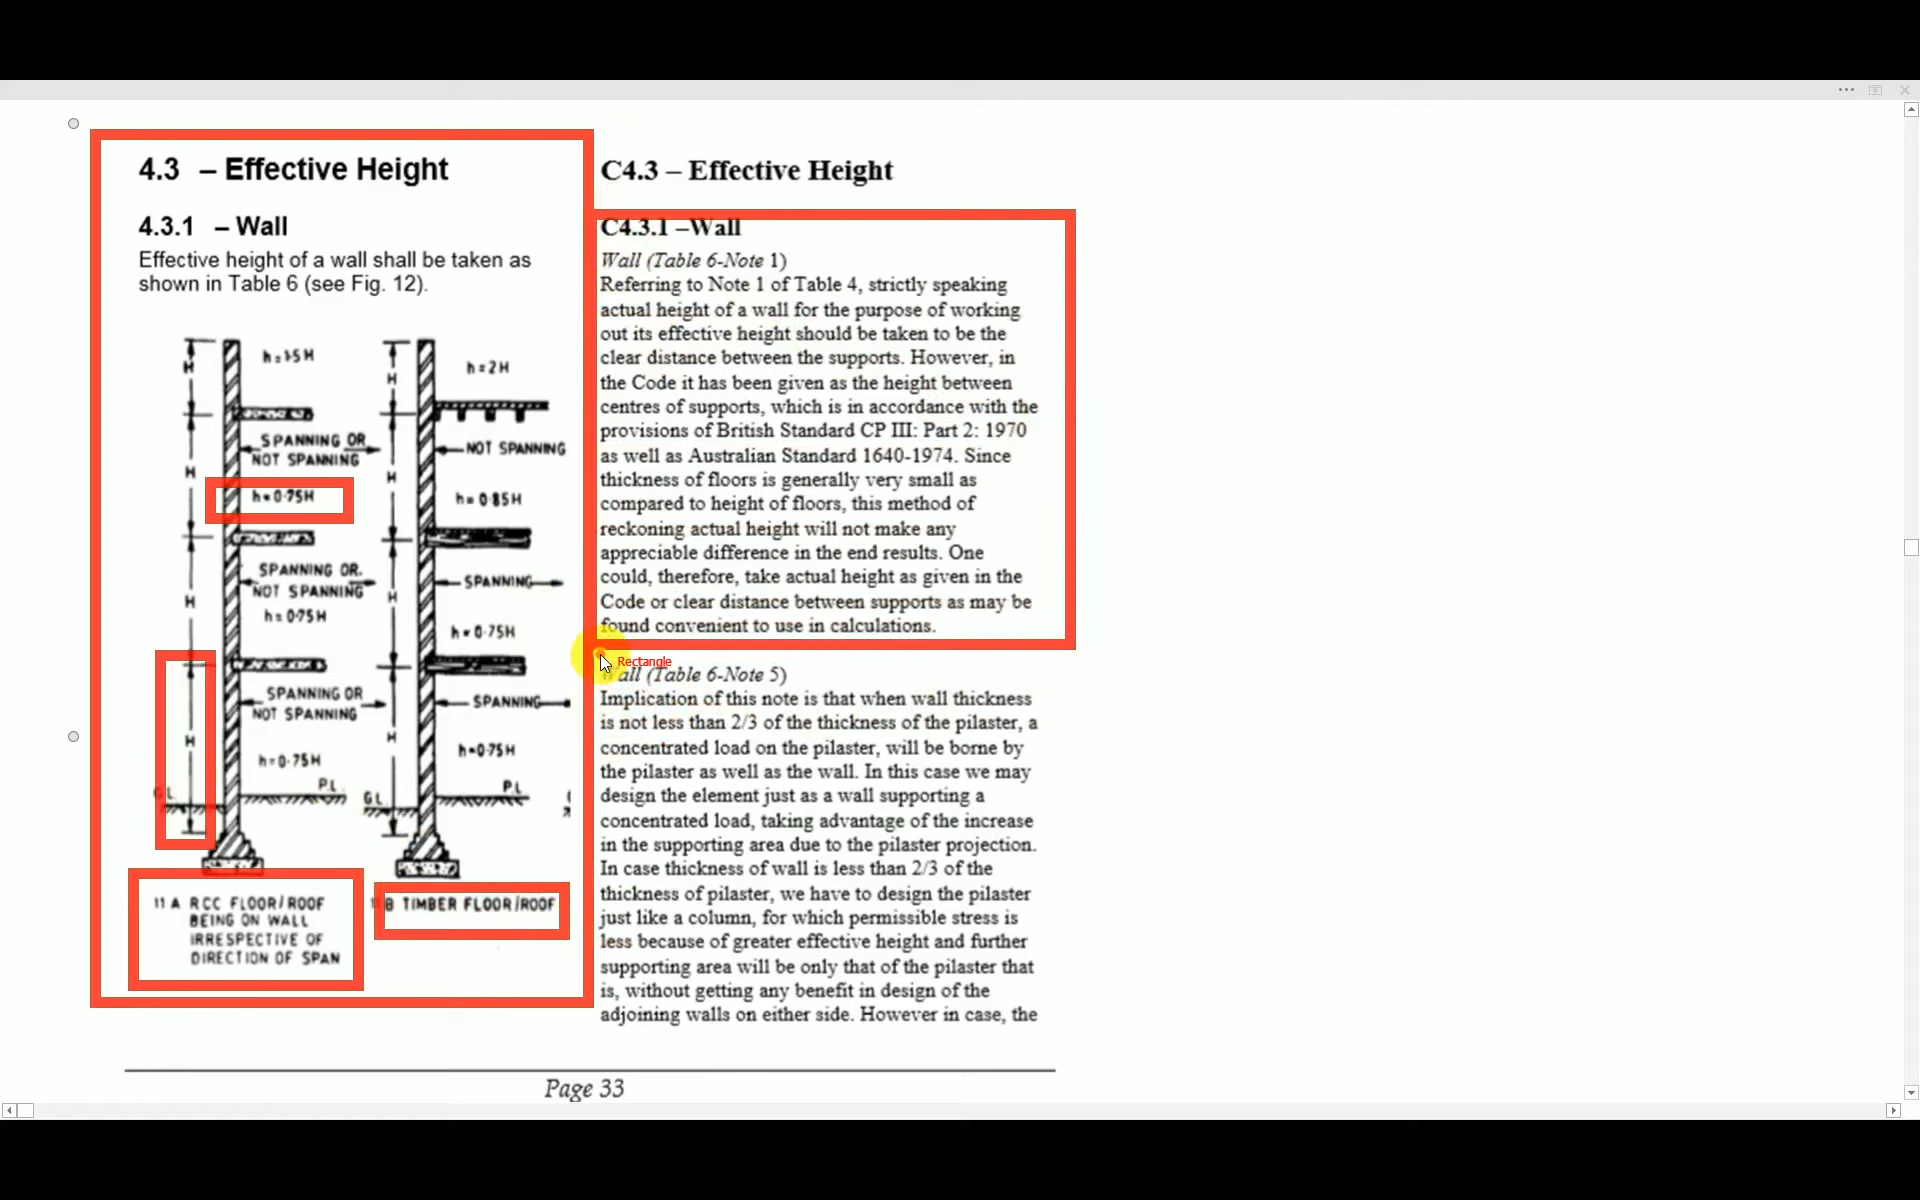 4.3 – Effective Height
4.3.1 – Wall
Effective height of a wall shall be taken as
shown in Table 6 (see Fig. 12).
H
h = 1·5 H
H
SPANNING OR
NOT SPANNING
h = 0·75H
H
SPANNING OR
NOT SPANNING
h = 0·75H
H
SPANNING OR
NOT SPANNING
h = 0·75H
G.L.
P.L.
11 A RCC FLOOR/ROOF
BEING ON WALL
IRRESPECTIVE OF
DIRECTION OF SPAN
H
h = 2 H
H
NOT SPANNING
h = 0·85H
H
SPANNING
h = 0·75H
H
SPANNING
h = 0·75H
G.L.
P.L.
B TIMBER FLOOR/ROOF
C4.3 – Effective Height
C4.3.1 –Wall
Wall (Table 6-Note 1)
Referring to Note 1 of Table 4, strictly speaking
actual height of a wall for the purpose of working
out its effective height should be taken to be the
clear distance between the supports. However, in
the Code it has been given as the height between
centres of supports, which is in accordance with the
provisions of British Standard CP III: Part 2: 1970
as well as Australian Standard 1640-1974. Since
thickness of floors is generally very small as
compared to height of floors, this method of
reckoning actual height will not make any
appreciable difference in the end results. One
could, therefore, take actual height as given in the
Code or clear distance between supports as may be
found convenient to use in calculations.
Rectangle
Wall (Table 6-Note 5)
Implication of this note is that when wall thickness
is not less than 2/3 of the thickness of the pilaster, a
concentrated load on the pilaster, will be borne by
the pilaster as well as the wall. In this case we may
design the element just as a wall supporting a
concentrated load, taking advantage of the increase
in the supporting area due to the pilaster projection.
In case thickness of wall is less than 2/3 of the
thickness of pilaster, we have to design the pilaster
just like a column, for which permissible stress is
less because of greater effective height and further
supporting area will be only that of the pilaster that
is, without getting any benefit in design of the
adjoining walls on either side. However in case, the
Page 33